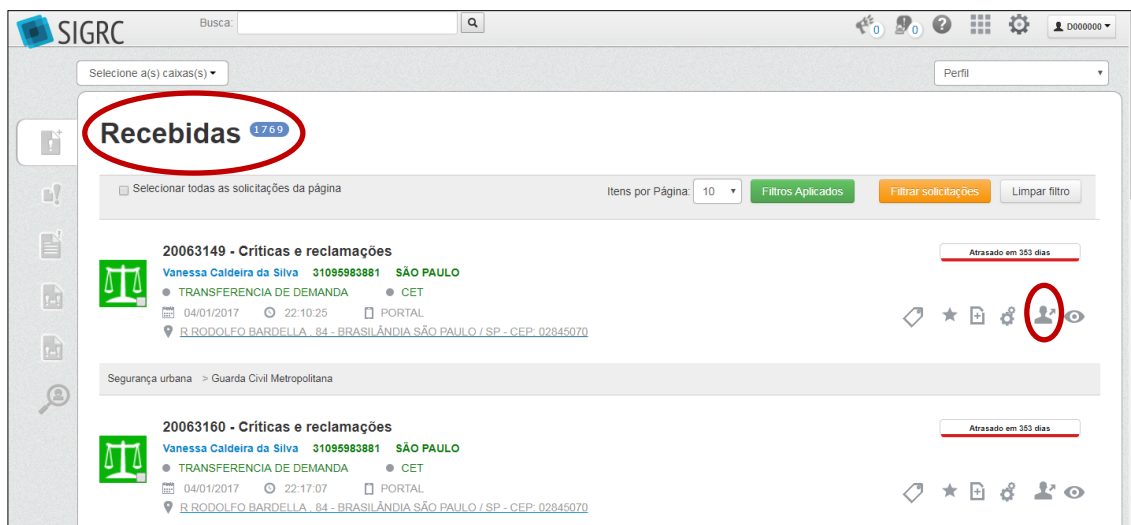 SIGRC
Busca:
0
0
D000000
Selecione a(s) caixas(s)
Perfil
Recebidas 1769
Selecionar todas as solicitações da página
Itens por Página: 10 Filtros Aplicados Filtrar solicitações Limpar filtro
20063149 - Críticas e reclamações
Atrasado em 353 dias
Vanessa Caldeira da Silva 31095983881 SÃO PAULO
TRANSFERENCIA DE DEMANDA CET
04/01/2017 22:10:25 PORTAL
R RODOLFO BARDELLA , 84 - BRASILÂNDIA SÃO PAULO / SP - CEP: 02845070
Segurança urbana > Guarda Civil Metropolitana
20063160 - Críticas e reclamações
Atrasado em 353 dias
Vanessa Caldeira da Silva 31095983881 SÃO PAULO
TRANSFERENCIA DE DEMANDA CET
04/01/2017 22:17:07 PORTAL
R RODOLFO BARDELLA , 84 - BRASILÂNDIA SÃO PAULO / SP - CEP: 02845070